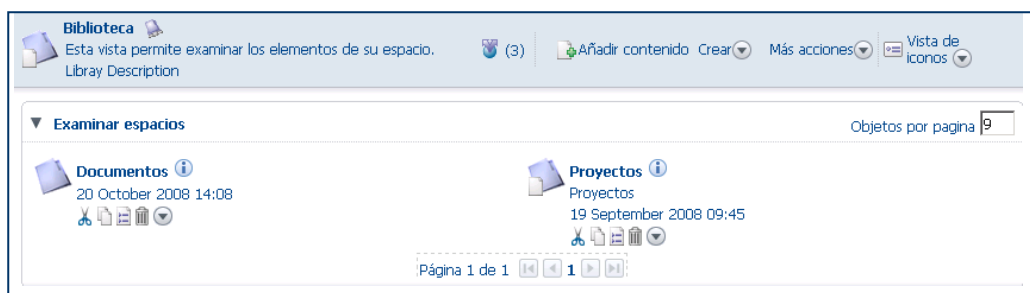 Biblioteca
Esta vista permite examinar los elementos de su espacio.
Libray Description
(3)
Añadir contenido Crear
Más acciones
Vista de
iconos
Examinar espacios
Objetos por pagina 9
Documentos
20 October 2008 14:08
Proyectos
Proyectos
19 September 2008 09:45
Página 1 de 1 1